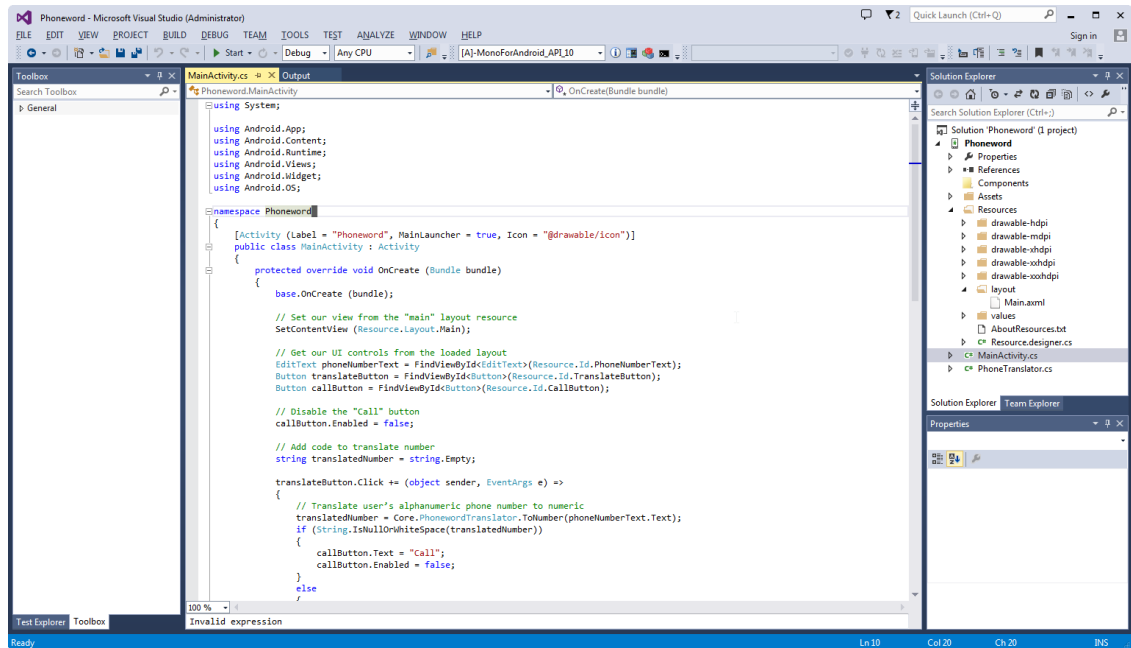 Phoneword - Microsoft Visual Studio (Administrator)
2
Quick Launch (Ctrl+Q)
FILE EDIT VIEW PROJECT BUILD DEBUG TEAM TOOLS TEST ANALYZE WINDOW HELP
Sign in
Start Debug Any CPU [A]-MonoForAndroid_API_10
Toolbox
Search Toolbox
General
MainActivity.cs Output
Phoneword.MainActivity OnCreate(Bundle bundle)
using System;
using Android.App;
using Android.Content;
using Android.Runtime;
using Android.Views;
using Android.Widget;
using Android.OS;
namespace Phoneword
{
[Activity (Label = "Phoneword", MainLauncher = true, Icon = "@drawable/icon")]
public class MainActivity : Activity
{
protected override void OnCreate (Bundle bundle)
{
base.OnCreate (bundle);
// Set our view from the "main" layout resource
SetContentView (Resource.Layout.Main);
// Get our UI controls from the loaded layout
EditText phoneNumberText = FindViewById<EditText>(Resource.Id.PhoneNumberText);
Button translateButton = FindViewById<Button>(Resource.Id.TranslateButton);
Button callButton = FindViewById<Button>(Resource.Id.CallButton);
// Disable the "Call" button
callButton.Enabled = false;
// Add code to translate number
string translatedNumber = string.Empty;
translateButton.Click += (object sender, EventArgs e) =>
{
// Translate user's alphanumeric phone number to numeric
translatedNumber = Core.PhonewordTranslator.ToNumber(phoneNumberText.Text);
if (String.IsNullOrWhiteSpace(translatedNumber))
{
callButton.Text = "Call";
callButton.Enabled = false;
}
else
{
100 %
Invalid expression
Test Explorer Toolbox
Solution Explorer
Search Solution Explorer (Ctrl+;)
Solution 'Phoneword' (1 project)
Phoneword
Properties
References
Components
Assets
Resources
drawable-hdpi
drawable-mdpi
drawable-xhdpi
drawable-xxhdpi
drawable-xxxhdpi
layout
Main.axml
values
AboutResources.txt
C# Resource.designer.cs
C# MainActivity.cs
C# PhoneTranslator.cs
Solution Explorer Team Explorer
Properties
Ready
Ln 10 Col 20 Ch 20 INS